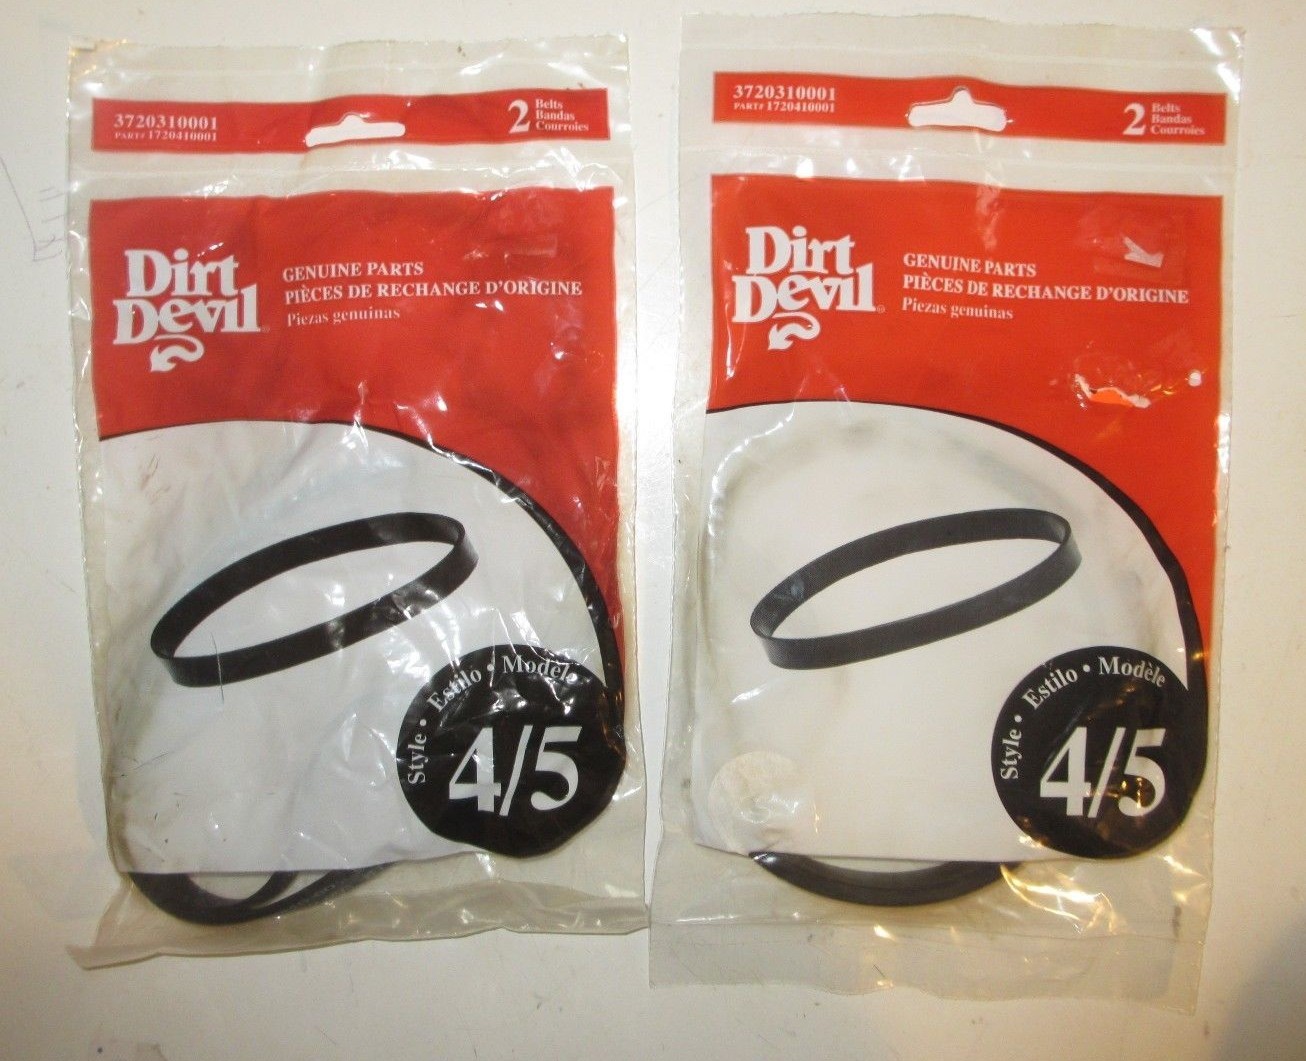 3720310001
PART# 1720410001
2 Belts
Bandas
Courroies
Dirt
Devil
GENUINE PARTS
PIÈCES DE RECHANGE D'ORIGINE
Piezas genuinas
Style • Estilo • Modèle
4/5
3720310001
PART# 1720410001
2 Belts
Bandas
Courroies
Dirt
Devil®
GENUINE PARTS
PIÈCES DE RECHANGE D'ORIGINE
Piezas genuinas
Style • Estilo • Modèle
4/5